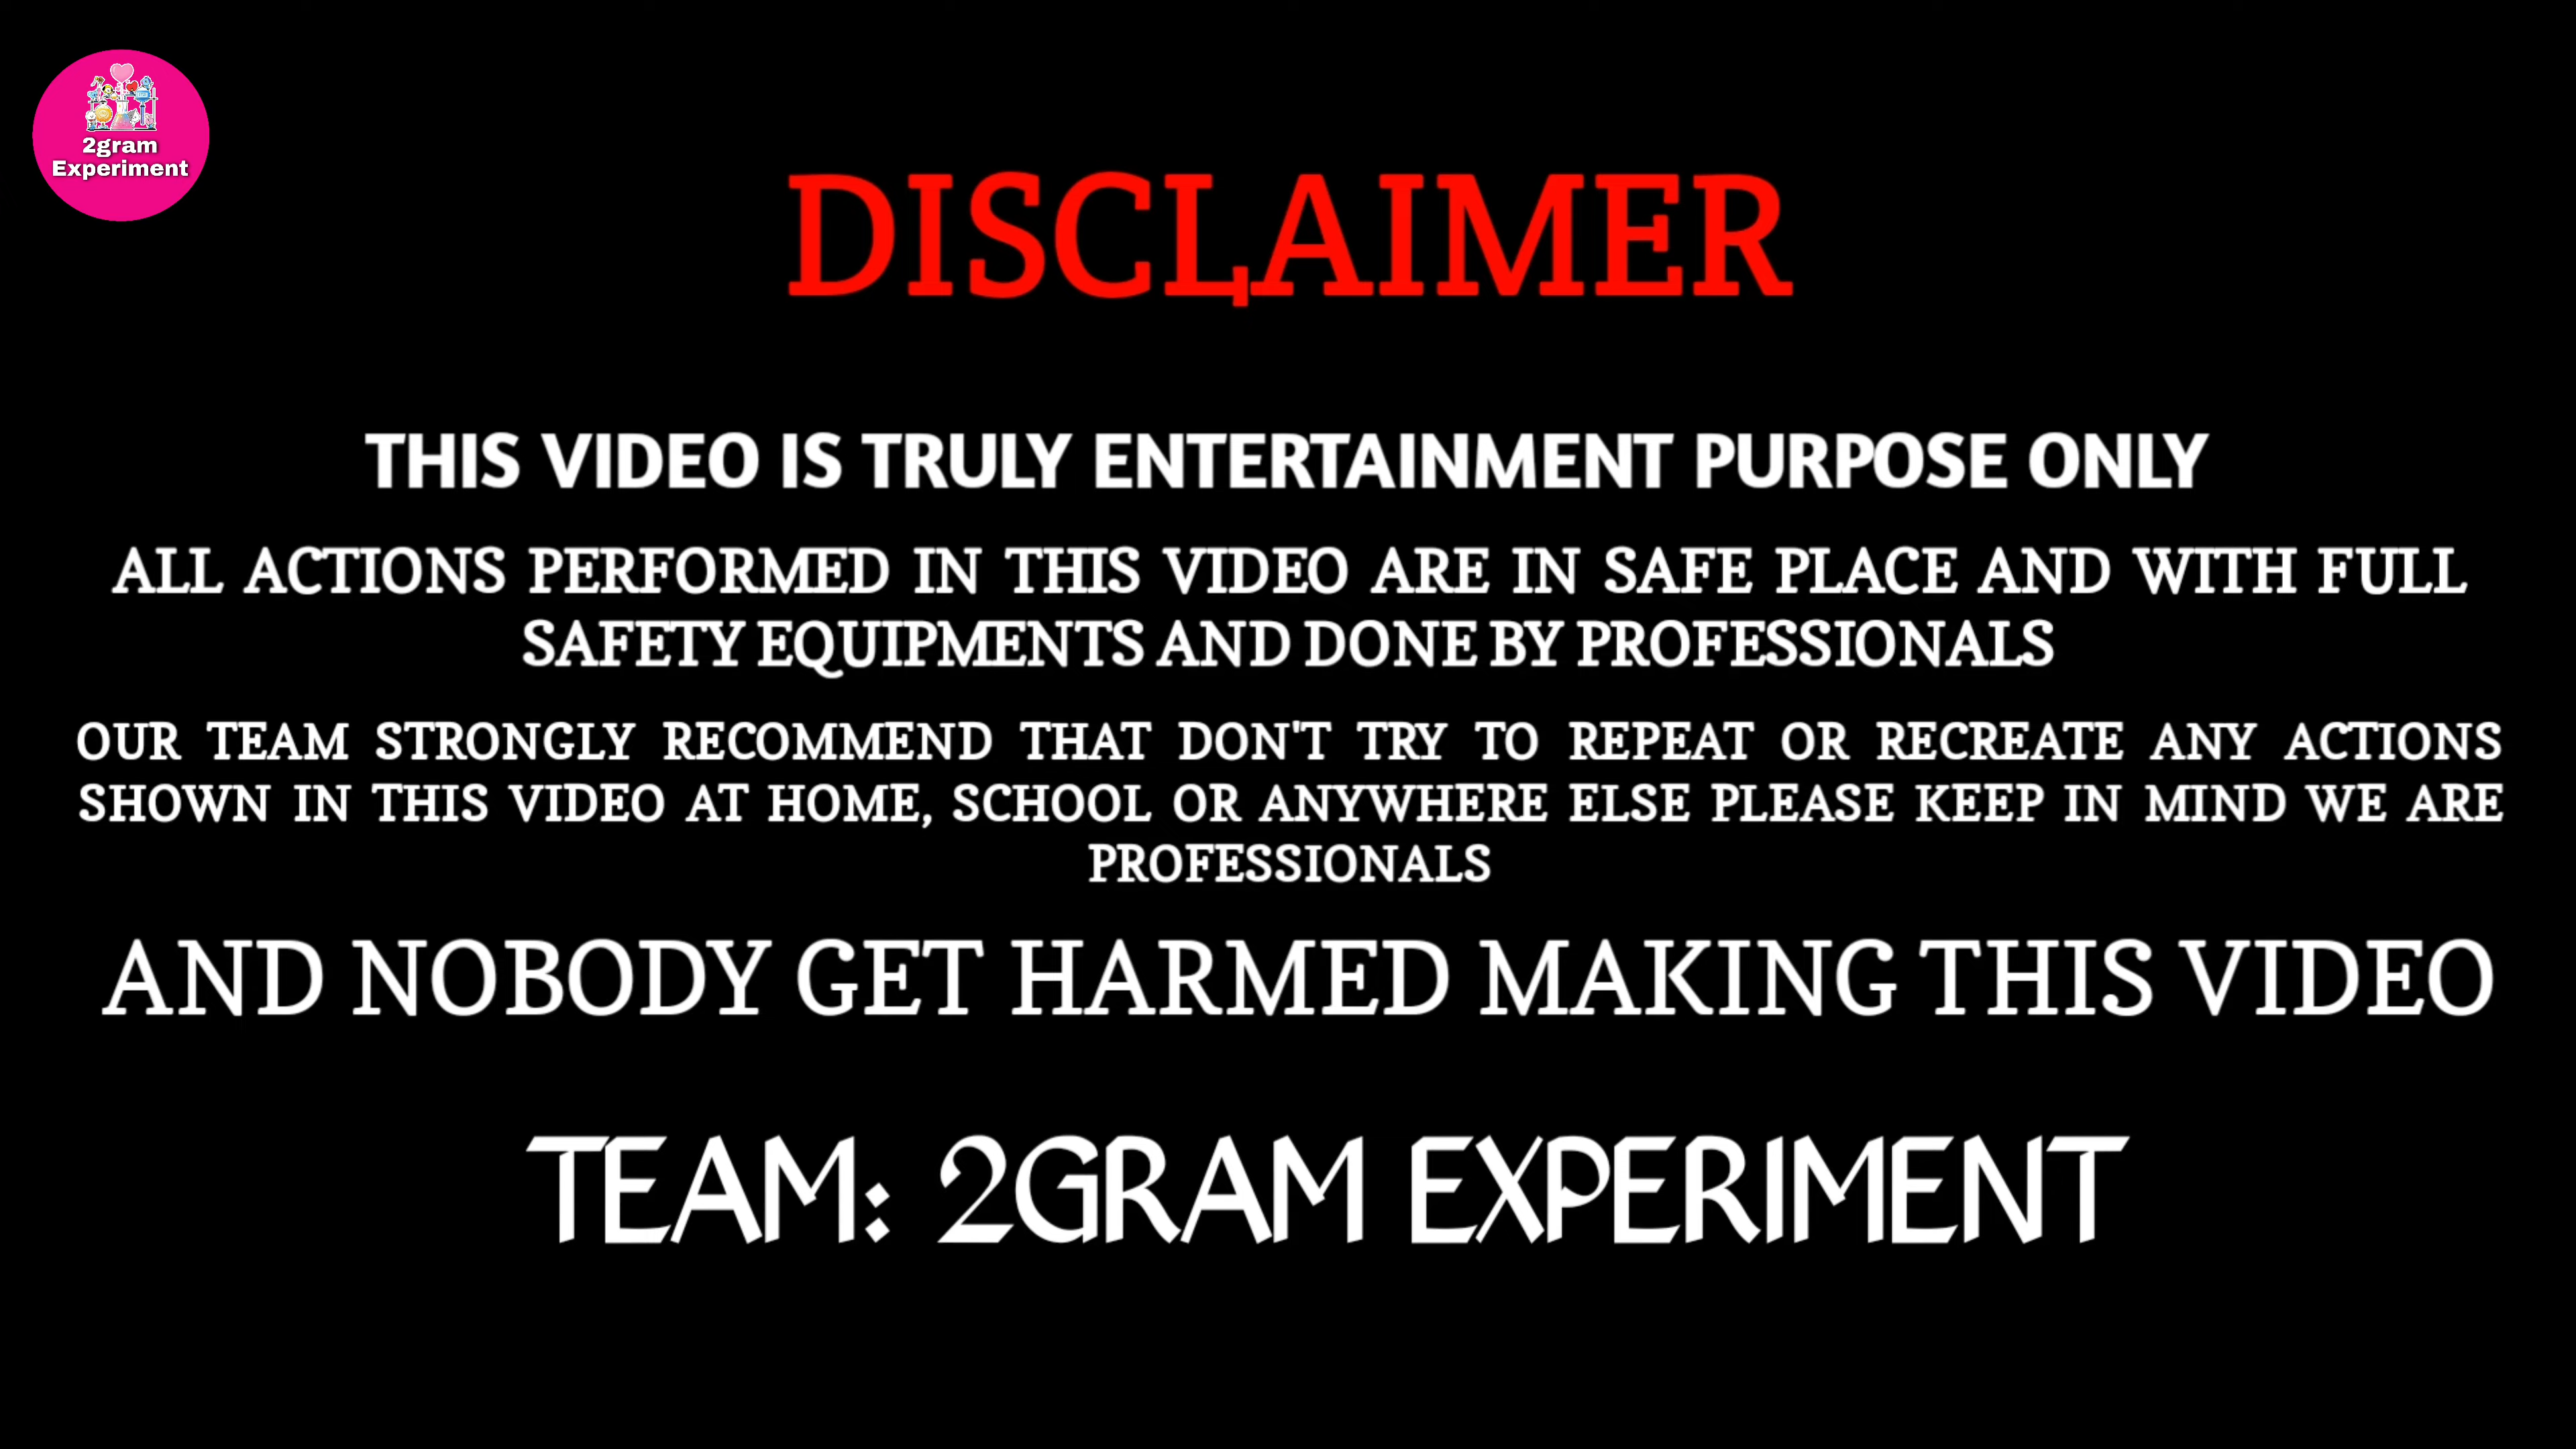 2gram
Experiment
DISCLAIMER
THIS VIDEO IS TRULY ENTERTAINMENT PURPOSE ONLY
ALL ACTIONS PERFORMED IN THIS VIDEO ARE IN SAFE PLACE AND WITH FULL
SAFETY EQUIPMENTS AND DONE BY PROFESSIONALS
OUR TEAM STRONGLY RECOMMEND THAT DON'T TRY TO REPEAT OR RECREATE ANY ACTIONS
SHOWN IN THIS VIDEO AT HOME, SCHOOL OR ANYWHERE ELSE PLEASE KEEP IN MIND WE ARE
PROFESSIONALS
AND NOBODY GET HARMED MAKING THIS VIDEO
TEAM: 2GRAM EXPERIMENT